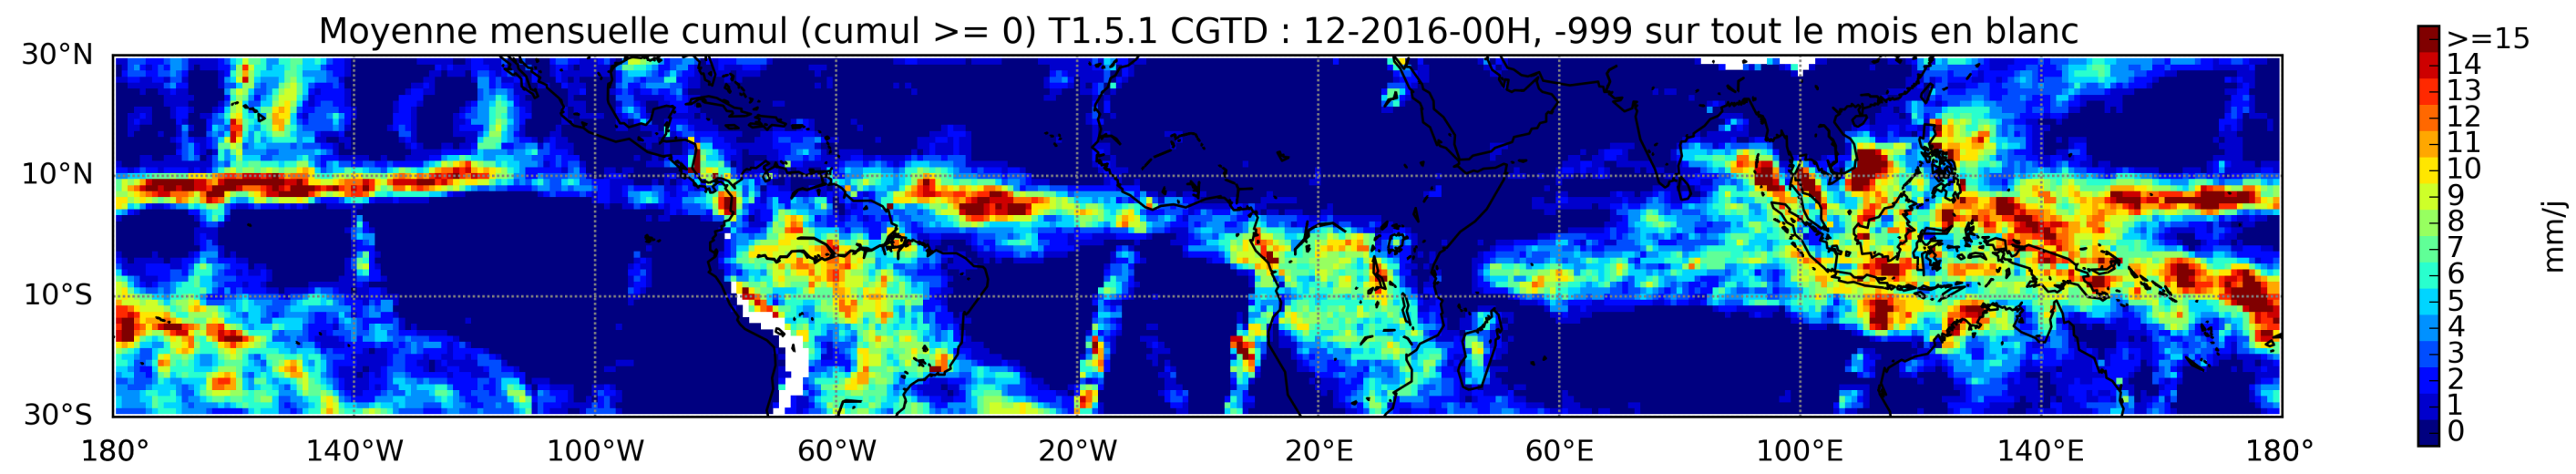 Moyenne mensuelle cumul (cumul >= 0) T1.5.1 CGTD : 12-2016-00H, -999 sur tout le mois en blanc
30°N
10°N
10°S
30°S
180° 140°W 100°W 60°W 20°W 20°E 60°E 100°E 140°E 180°
>=15
14
13
12
11
10
9
8
7
6
5
4
3
2
1
0
mm/j